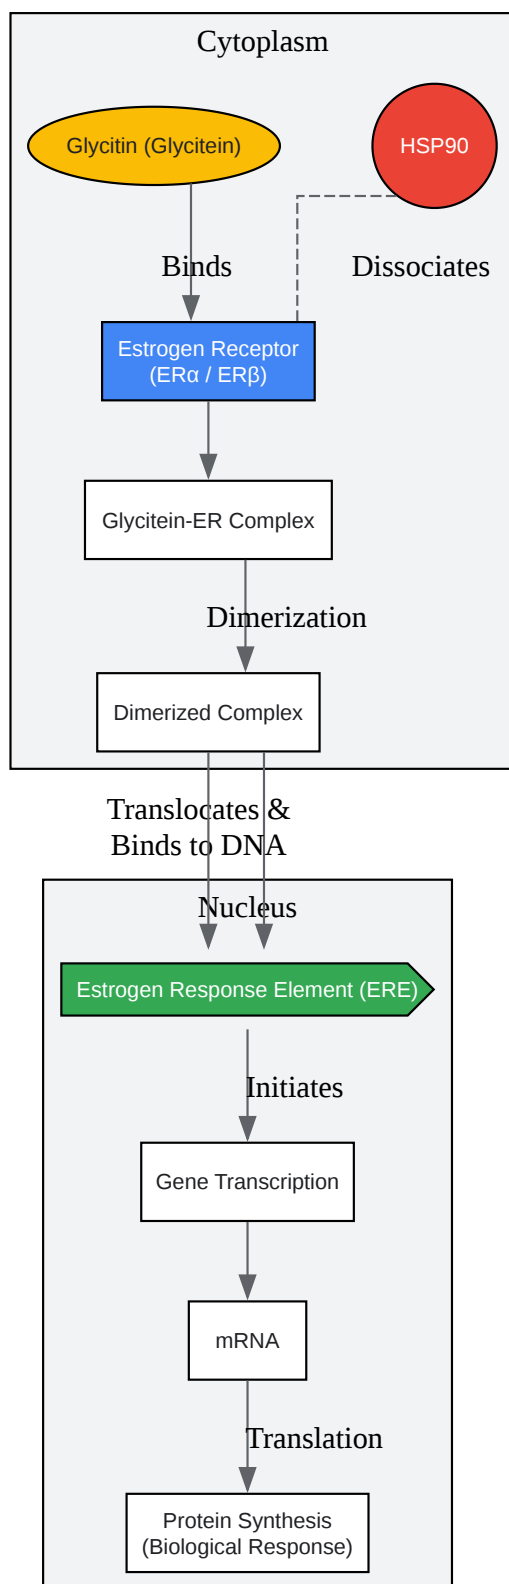 Cytoplasm
Glycitin (Glycitein)
HSP90
Binds
Dissociates
Estrogen Receptor
(ERα / ERβ)
Glycitein-ER Complex
Dimerization
Dimerized Complex
Translocates &
Binds to DNA
Nucleus
Estrogen Response Element (ERE)
Initiates
Gene Transcription
mRNA
Translation
Protein Synthesis
(Biological Response)